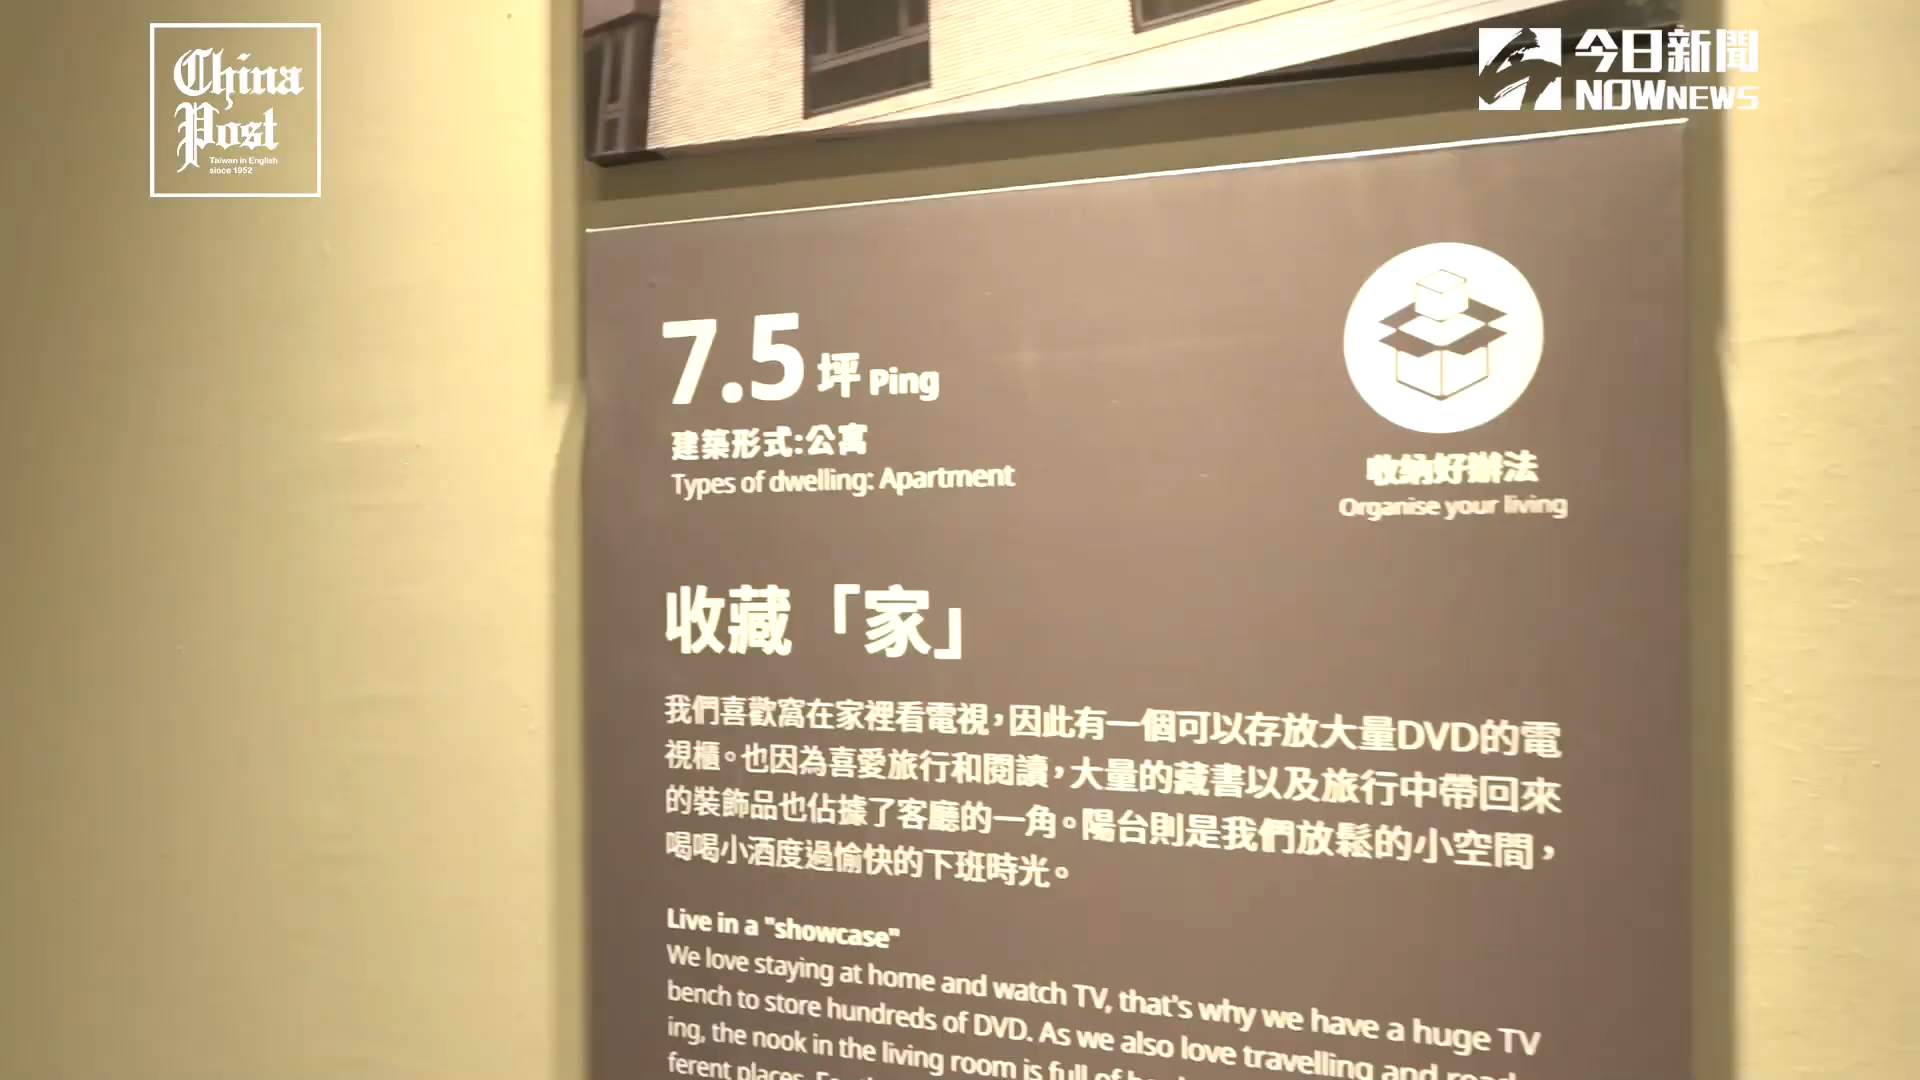 China
Post
Taiwan in English
since 1952
今日新聞
NOWNEWS
7.5 坪 Ping
建築形式:公寓
Types of dwelling: Apartment
收納好辦法
Organise your living
收藏「家」
我們喜歡窩在家裡看電視,因此有一個可以存放大量DVD的電
視櫃。也因為喜愛旅行和閱讀,大量的藏書以及旅行中帶回來
的裝飾品也佔據了客廳的一角。陽台則是我們放鬆的小空間,
喝喝小酒度過愉快的下班時光。
Live in a "showcase"
We love staying at home and watch TV, that's why we have a huge TV
bench to store hundreds of DVD. As we also love travelling and read-
ing, the nook in the living room is full of
ferent places.